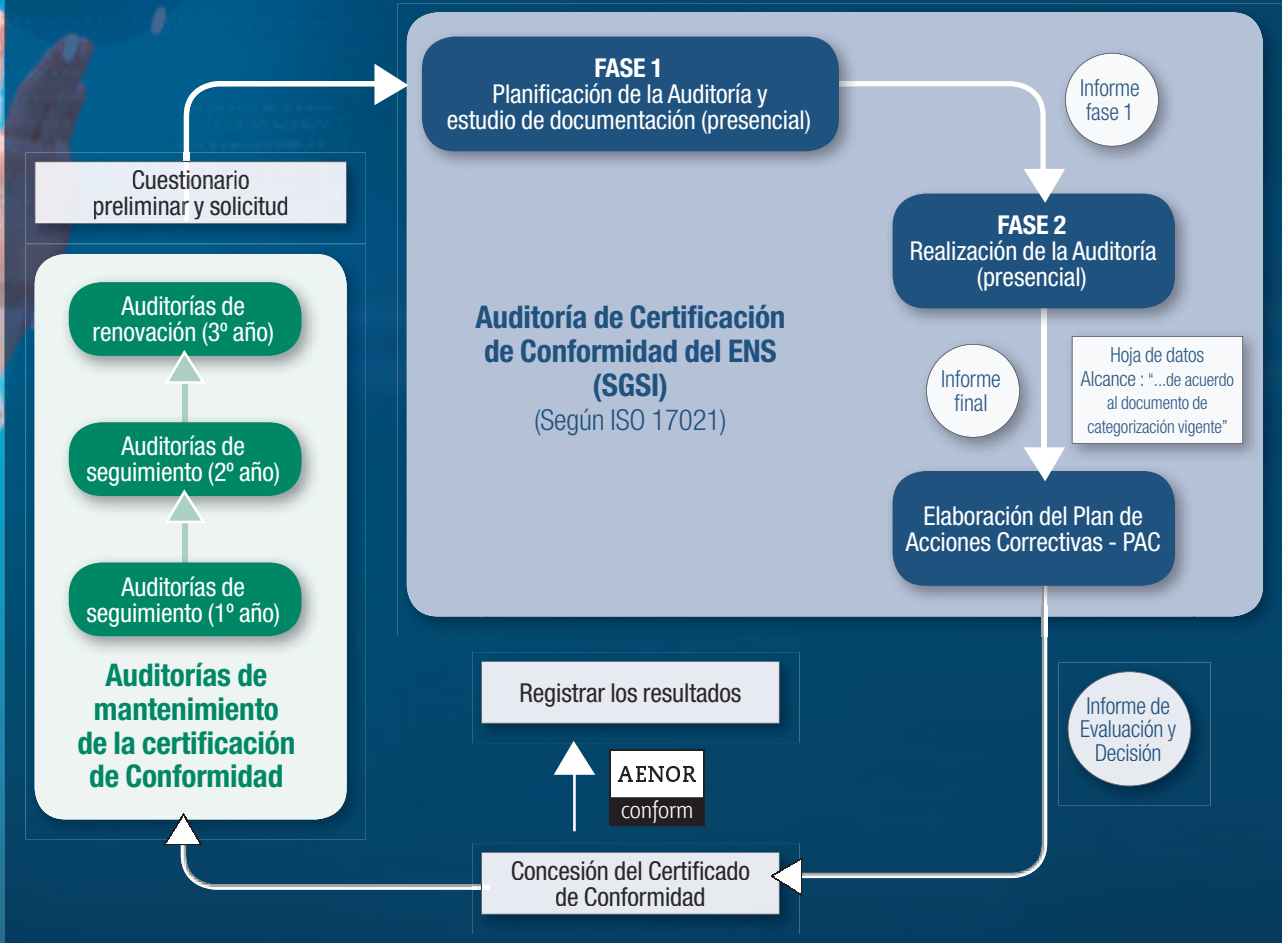 FASE 1
Planificación de la Auditoría y
estudio de documentación (presencial)
Informe
fase 1
Cuestionario
preliminar y solicitud
FASE 2
Realización de la Auditoría
(presencial)
Auditorías de
renovación (3º año)
Auditorías de
seguimiento (2º año)
Auditorías de
seguimiento (1º año)
Auditorías de
mantenimiento
de la certificación
de Conformidad
Auditoría de Certificación
de Conformidad del ENS
(SGSI)
(Según ISO 17021)
Informe
final
Hoja de datos
Alcance : “...de acuerdo
al documento de
categorización vigente”
Elaboración del Plan de
Acciones Correctivas - PAC
Registrar los resultados
Informe de
Evaluación y
Decisión
AENOR
conform
Concesión del Certificado
de Conformidad